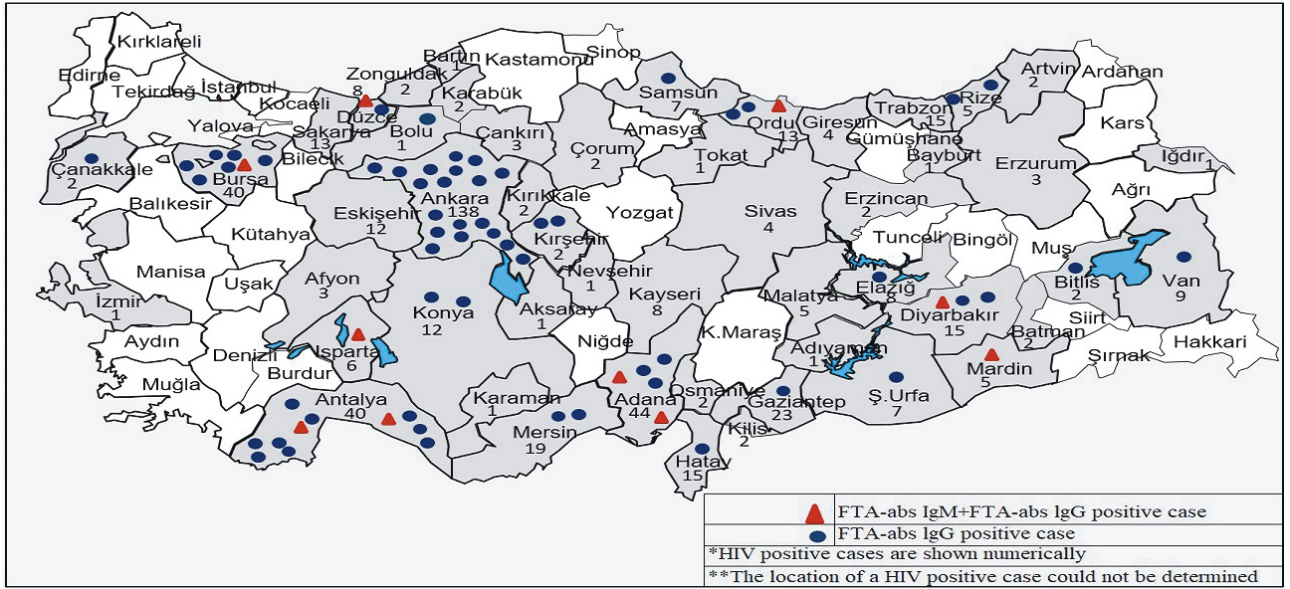 Kırklareli
Edirne
Tekirdağ
İstanbul
Kocaeli
Yalova
Sakarya
13
Zonguldak
8
Düzce
2
Bartın
1
Karabük
2
Kastamonu
Sinop
Bolu
1
Çankırı
3
Samsun
7
Amasya
Çorum
2
Tokat
1
Ordu
13
Giresun
4
Trabzon
15
Gümüşhane
Bayburt
1
Rize
5
Artvin
2
Ardahan
Kars
Iğdır
1
Ağrı
Erzurum
3
Erzincan
2
Çanakkale
2
Bursa
40
Bilecik
Balıkesir
Kütahya
Eskişehir
12
Ankara
138
Kırıkkale
2
Kırşehir
2
Yozgat
Sivas
4
Tunceli
Bingöl
Muş
Bitlis
2
Van
9
Manisa
Uşak
Afyon
3
İzmir
1
Konya
12
Aksaray
1
Nevşehir
1
Kayseri
8
Malatya
5
Elazığ
8
Diyarbakır
15
Batman
2
Siirt
Şırnak
Hakkari
Aydın
Denizli
Isparta
6
Burdur
Muğla
Niğde
K.Maraş
Adıyaman
1
Mardin
5
Ş.Urfa
7
Antalya
40
Karaman
1
Mersin
19
Adana
44
Osmaniye
2
Gaziantep
23
Kilis
2
Hatay
15
FTA-abs IgM+FTA-abs lgG positive case
FTA-abs lgG positive case
*HIV positive cases are shown numerically
**The location of a HIV positive case could not be determined